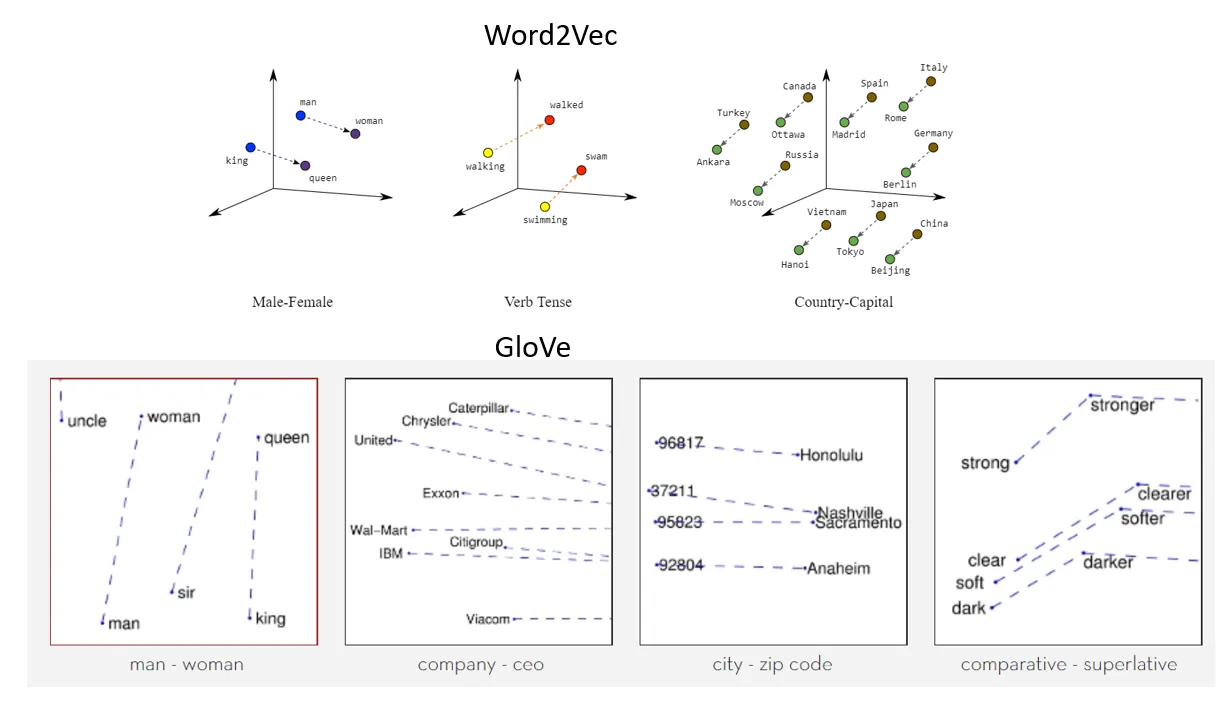 Word2Vec
man
woman
king
queen
Male-Female
walked
swam
walking
swimming
Verb Tense
Italy
Canada
Spain
Rome
Turkey
Ottawa
Madrid
Germany
Ankara
Russia
Berlin
Moscow
Vietnam
Japan
China
Hanoi
Tokyo
Beijing
Country-Capital
GloVe
uncle
woman
queen
sir
man
king
man - woman
Caterpillar
Chrysler
United
Exxon
Wal-Mart
Citigroup
IBM
Viacom
company - ceo
96817
Honolulu
37211
Nashville
95823
Sacramento
92804
Anaheim
city - zip code
stronger
strong
clearer
softer
clear
darker
soft
dark
comparative - superlative